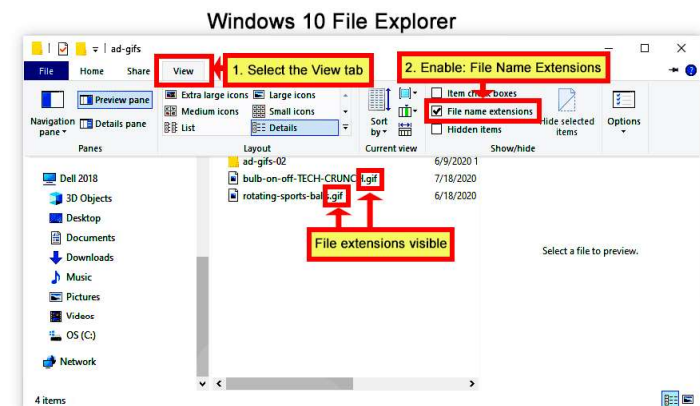 Windows 10 File Explorer
ad-gifs
File Home Share View
1. Select the View tab
2. Enable: File Name Extensions
Navigation pane
Preview pane
Details pane
Panes
Extra large icons
Large icons
Medium icons
Small icons
List
Details
Layout
Sort by
Current view
Item check boxes
File name extensions
Hidden items
Hide selected items
Show/hide
Options
Dell 2018
3D Objects
Desktop
Documents
Downloads
Music
Pictures
Videos
OS (C:)
Network
ad-gifs-02 6/9/2020 1
bulb-on-off-TECH-CRUNCH.gif 7/18/2020
rotating-sports-balls.gif 6/18/2020
File extensions visible
Select a file to preview.
4 items